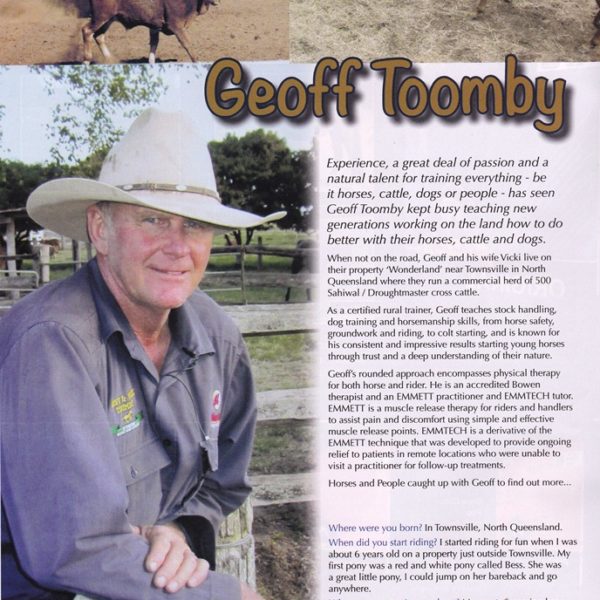 Geoff Toomby
Experience, a great deal of passion and a
natural talent for training everything - be
it horses, cattle, dogs or people - has seen
Geoff Toomby kept busy teaching new
generations working on the land how to do
better with their horses, cattle and dogs.
When not on the road, Geoff and his wife Vicki live on
their property 'Wonderland' near Townsville in North
Queensland where they run a commercial herd of 500
Sahiwal / Droughtmaster cross cattle.
As a certified rural trainer, Geoff teaches stock handling,
dog training and horsemanship skills, from horse safety,
groundwork and riding, to colt starting, and is known for
his consistent and impressive results starting young horses
through trust and a deep understanding of their nature.
Geoff's rounded approach encompasses physical therapy
for both horse and rider. He is an accredited Bowen
therapist and an EMMETT practitioner and EMMTECH tutor.
EMMETT is a muscle release therapy for riders and handlers
to assist pain and discomfort using simple and effective
muscle release points. EMMTECH is a derivative of the
EMMETT technique that was developed to provide ongoing
relief to patients in remote locations who were unable to
visit a practitioner for follow-up treatments.
Horses and People caught up with Geoff to find out more...
Where were you born? In Townsville, North Queensland.
When did you start riding? I started riding for fun when I was
about 6 years old on a property just outside Townsville. My
first pony was a red and white pony called Bess. She was
a great little pony, I could jump on her bareback and go
anywhere.